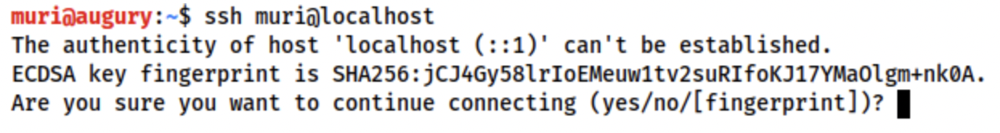 muri@augury:~$ ssh muri@localhost
The authenticity of host 'localhost (::1)' can't be established.
ECDSA key fingerprint is SHA256:jCJ4Gy58lrIoEMeuw1tv2suRIfoKJ17YMaOlgm+nk0A.
Are you sure you want to continue connecting (yes/no/[fingerprint])?